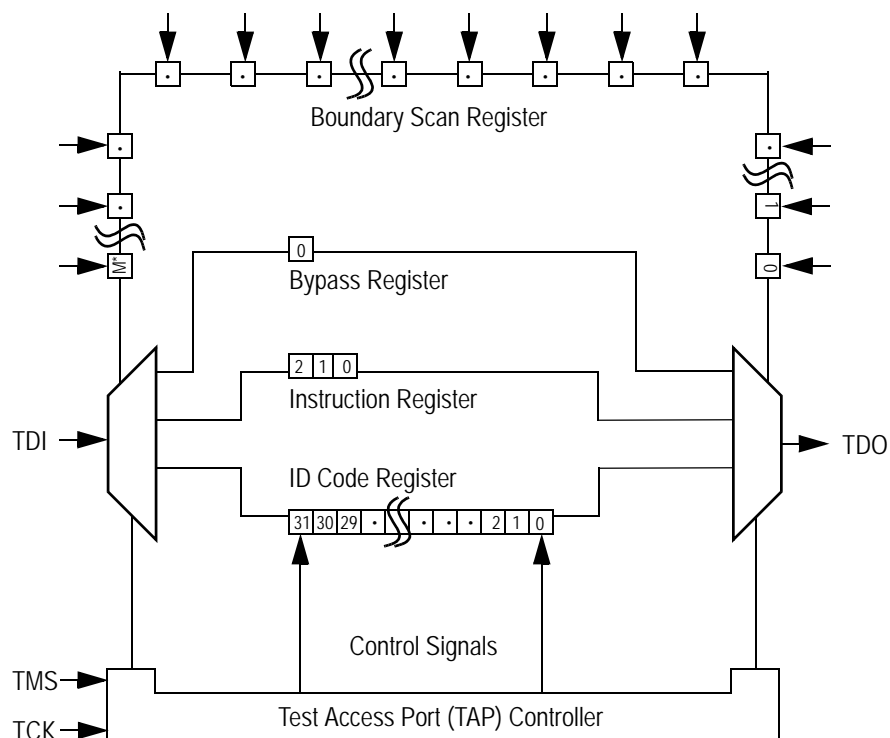 Boundary Scan Register
1
M*
0
0
Bypass Register
2 1 0
Instruction Register
TDI
TDO
ID Code Register
31 30 29 · · · · · 2 1 0
Control Signals
TMS
Test Access Port (TAP) Controller
TCK